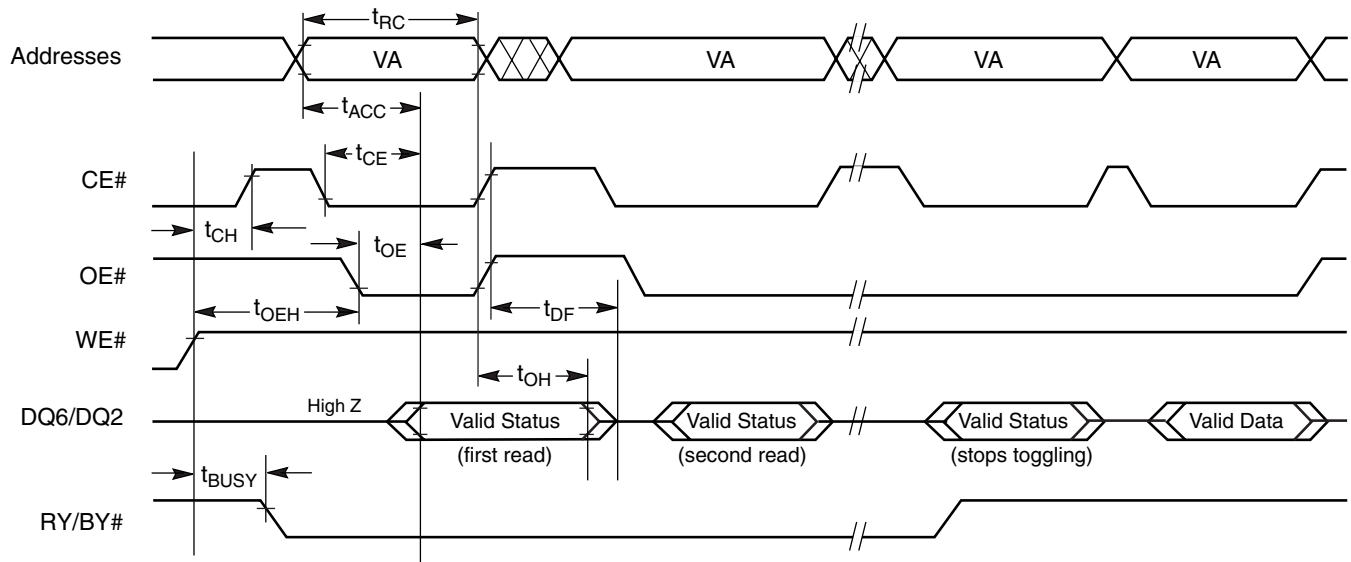 tRC
Addresses VA VA VA VA
tACC
tCE
CE#
tCH tOE
OE#
tOEH tDF
WE#
tOH
High Z
DQ6/DQ2 Valid Status Valid Status Valid Status Valid Data
(first read) (second read) (stops toggling)
tBUSY
RY/BY#